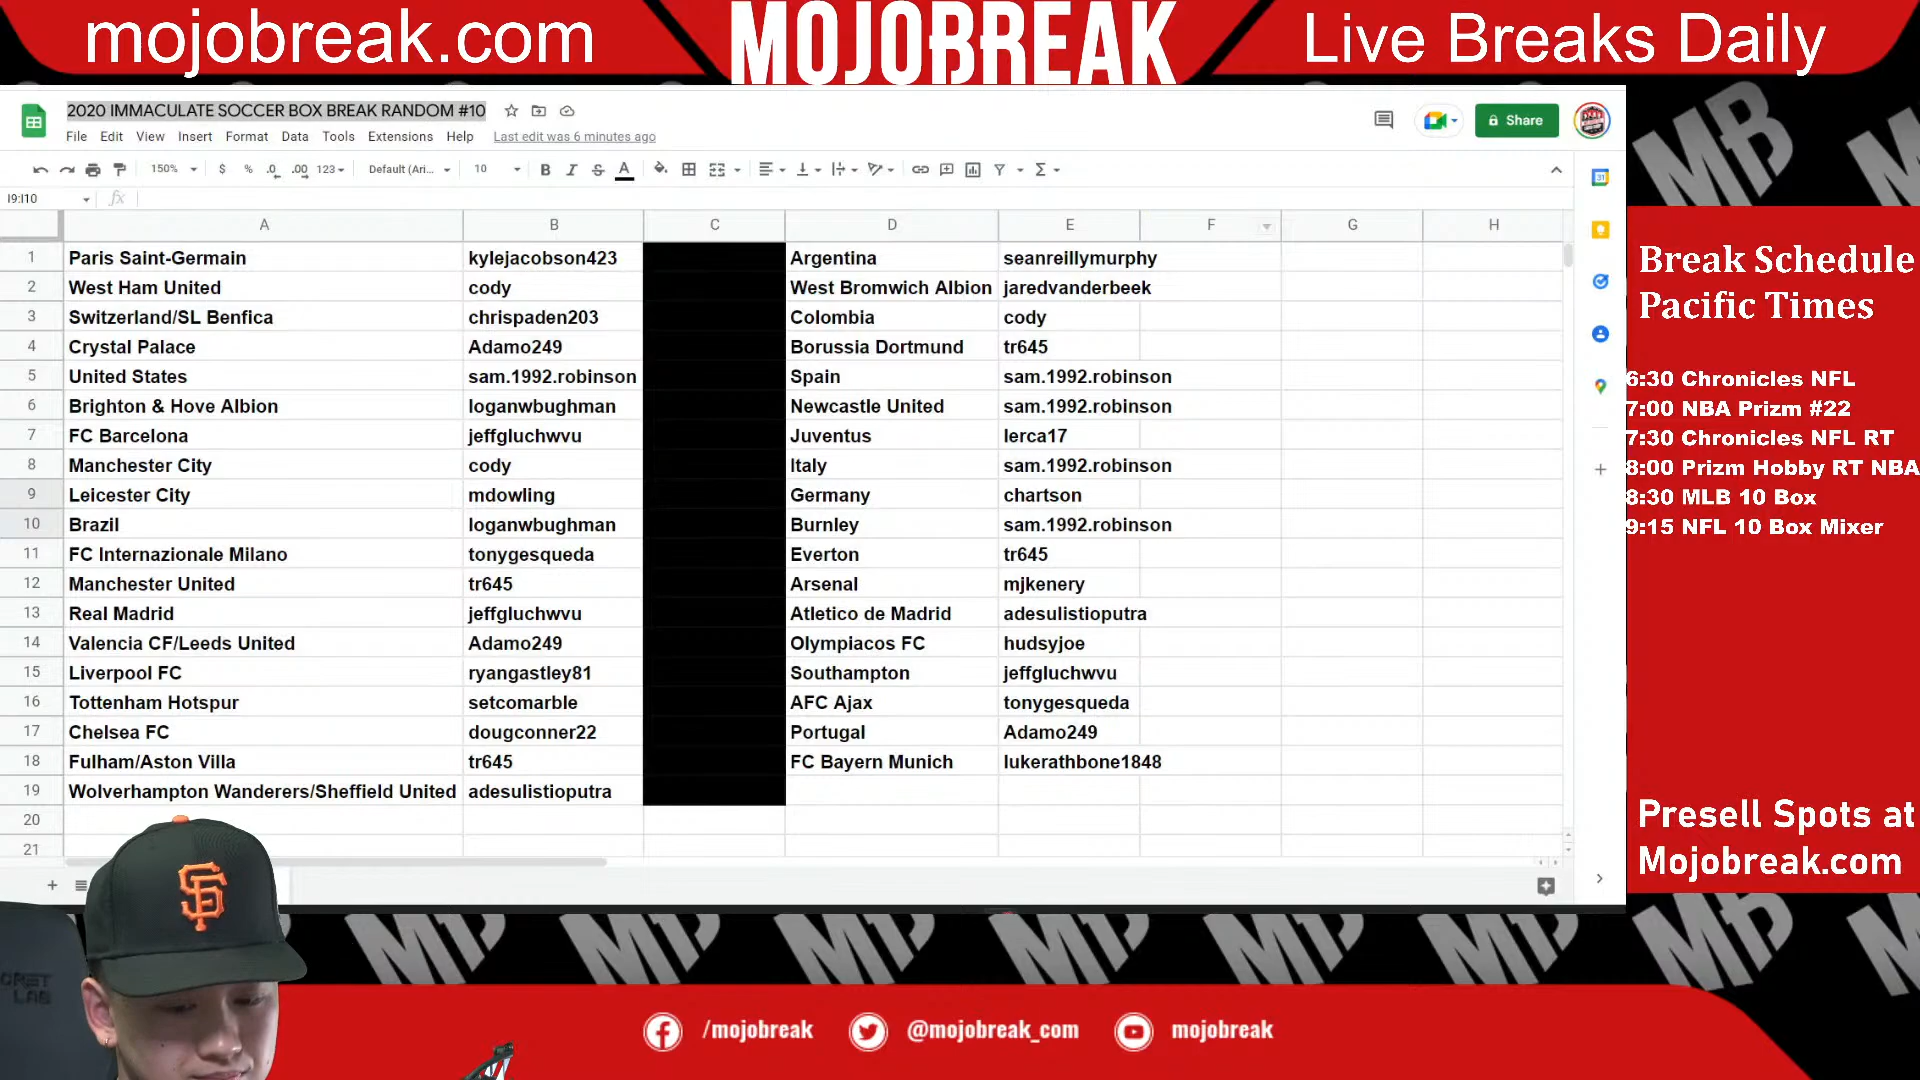 mojobreak.com
MOJOBREAK
Live Breaks Daily
2020 IMMACULATE SOCCER BOX BREAK RANDOM #10
File Edit View Insert Format Data Tools Extensions Help Last edit was 6 minutes ago
Share
150% $ % .0 .00 123 Default (Ari... 10 B I S A
I9:I10 fx
A B C D E F G H
1 Paris Saint-Germain kylejacobson423 Argentina seanreillymurphy
2 West Ham United cody West Bromwich Albion jaredvanderbeek
3 Switzerland/SL Benfica chrispaden203 Colombia cody
4 Crystal Palace Adamo249 Borussia Dortmund tr645
5 United States sam.1992.robinson Spain sam.1992.robinson
6 Brighton & Hove Albion loganwbughman Newcastle United sam.1992.robinson
7 FC Barcelona jeffgluchwvu Juventus lerca17
8 Manchester City cody Italy sam.1992.robinson
9 Leicester City mdowling Germany chartson
10 Brazil loganwbughman Burnley sam.1992.robinson
11 FC Internazionale Milano tonygesqueda Everton tr645
12 Manchester United tr645 Arsenal mjkenery
13 Real Madrid jeffgluchwvu Atletico de Madrid adesulistioputra
14 Valencia CF/Leeds United Adamo249 Olympiacos FC hudsyjoe
15 Liverpool FC ryangastley81 Southampton jeffgluchwvu
16 Tottenham Hotspur setcomarble AFC Ajax tonygesqueda
17 Chelsea FC dougconner22 Portugal Adamo249
18 Fulham/Aston Villa tr645 FC Bayern Munich lukerathbone1848
19 Wolverhampton Wanderers/Sheffield United adesulistioputra
20
21
Break Schedule
Pacific Times
6:30 Chronicles NFL
7:00 NBA Prizm #22
7:30 Chronicles NFL RT
8:00 Prizm Hobby RT NBA
8:30 MLB 10 Box
9:15 NFL 10 Box Mixer
Presell Spots at
Mojobreak.com
SF
/mojobreak @mojobreak_com mojobreak